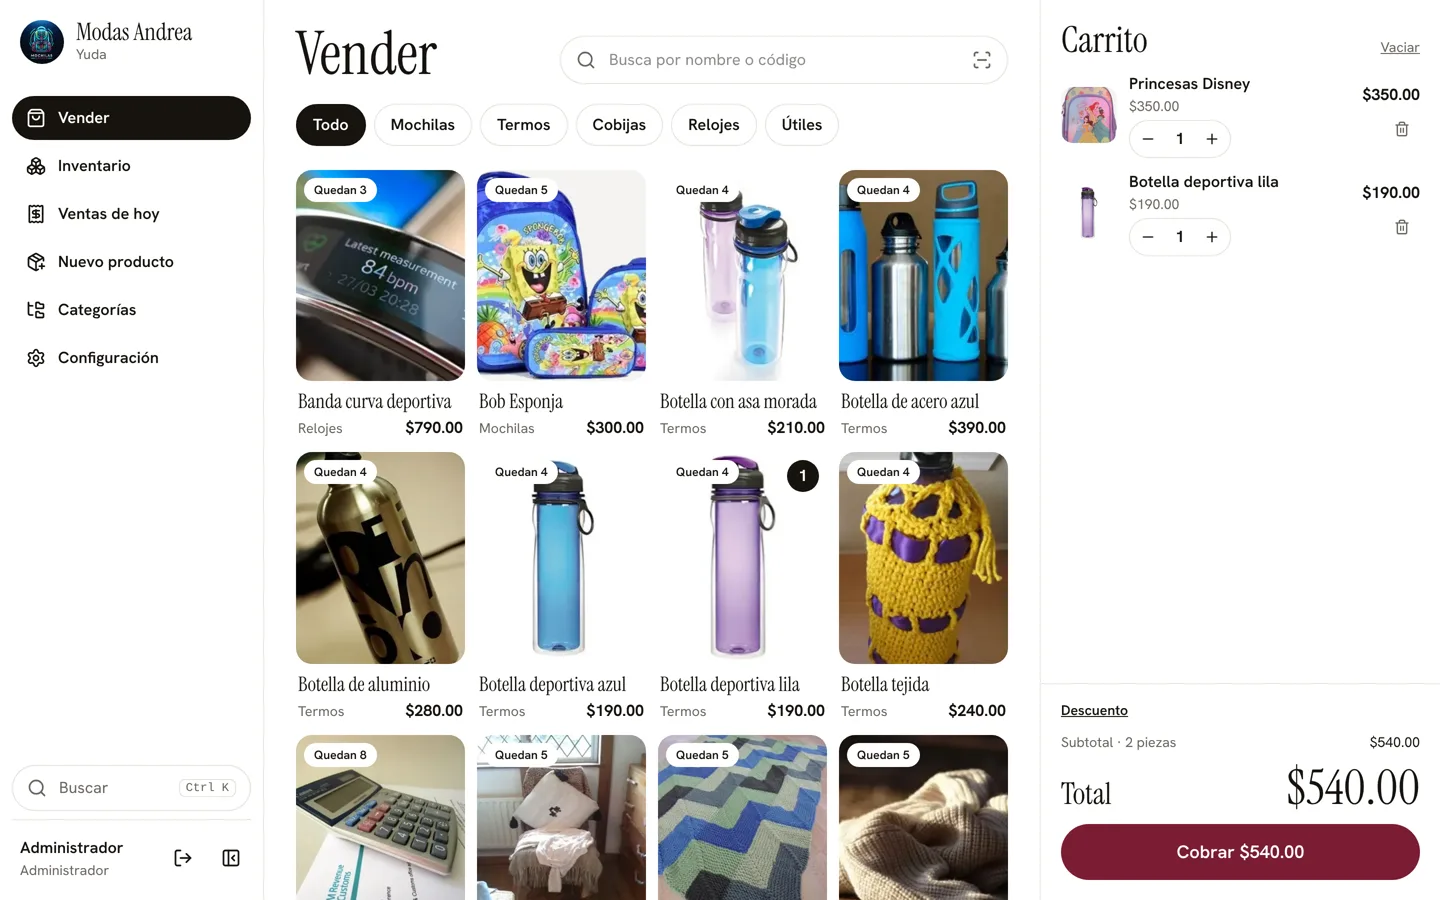 Modas Andrea
Yuda
Vender
Inventario
Ventas de hoy
Nuevo producto
Categorías
Configuración
Buscar
Ctrl K
Administrador
Administrador
Vender
Busca por nombre o código
Todo
Mochilas
Termos
Cobijas
Relojes
Útiles
Quedan 3
Latest measurement
84 bpm
27/03 20:28
Banda curva deportiva
Relojes
$790.00
Quedan 5
SPONGEBOB
Bob Esponja
Mochilas
$300.00
Quedan 4
Botella con asa morada
Termos
$210.00
Quedan 4
Botella de acero azul
Termos
$390.00
Quedan 4
Botella de aluminio
Termos
$280.00
Quedan 4
Botella deportiva azul
Termos
$190.00
Quedan 4
1
Botella deportiva lila
Termos
$190.00
Quedan 4
Botella tejida
Termos
$240.00
Quedan 8
M Revenue
Customs
Quedan 5
Quedan 5
Quedan 5
Carrito
Vaciar
Princesas Disney
$350.00
$350.00
1
Botella deportiva lila
$190.00
$190.00
1
Descuento
Subtotal · 2 piezas
$540.00
Total
$540.00
Cobrar $540.00